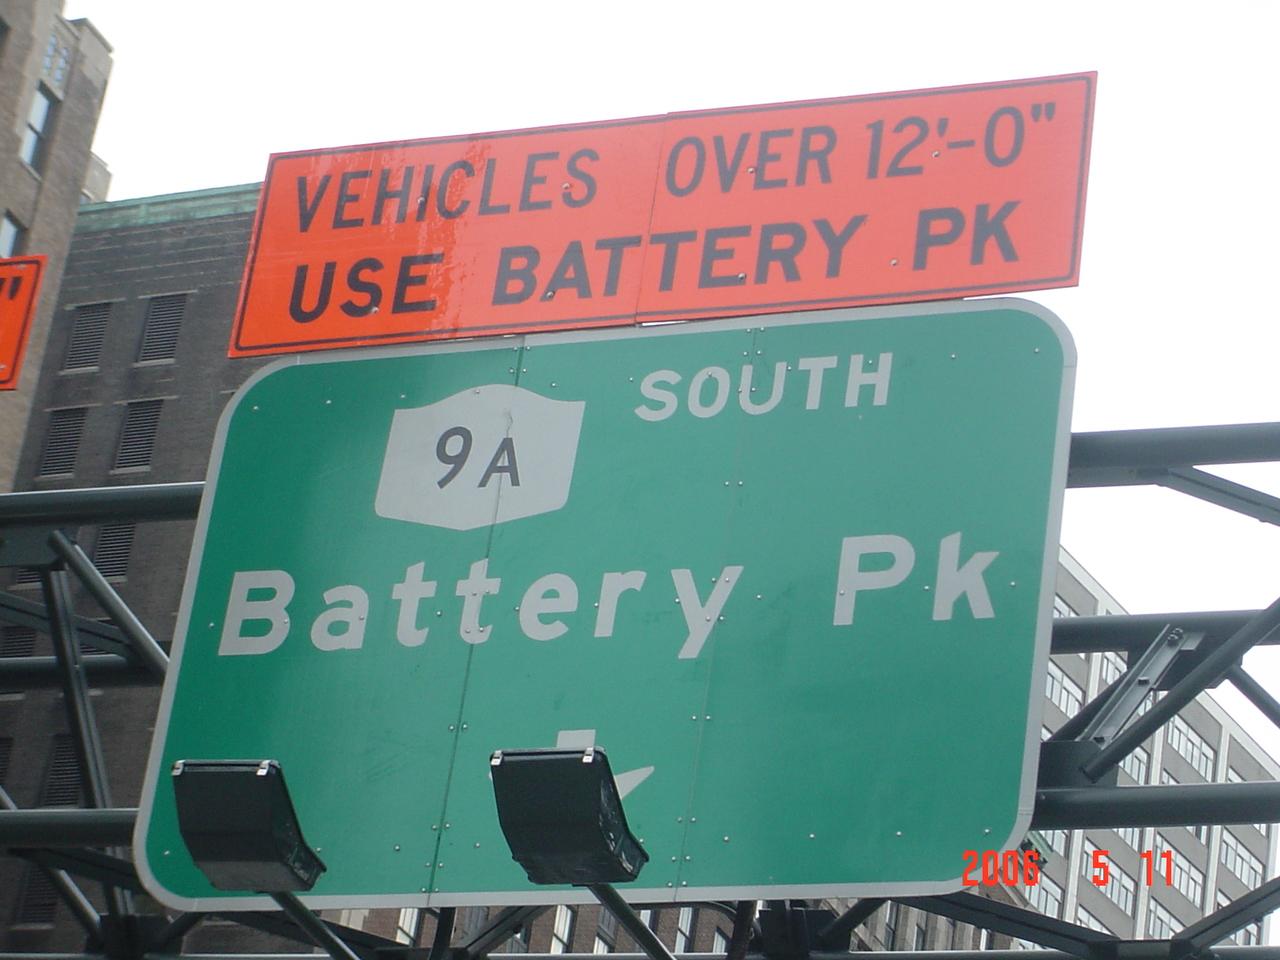 VEHICLES OVER 12'-0"
USE BATTERY PK
"
9A SOUTH
Battery Pk
2006 5 11